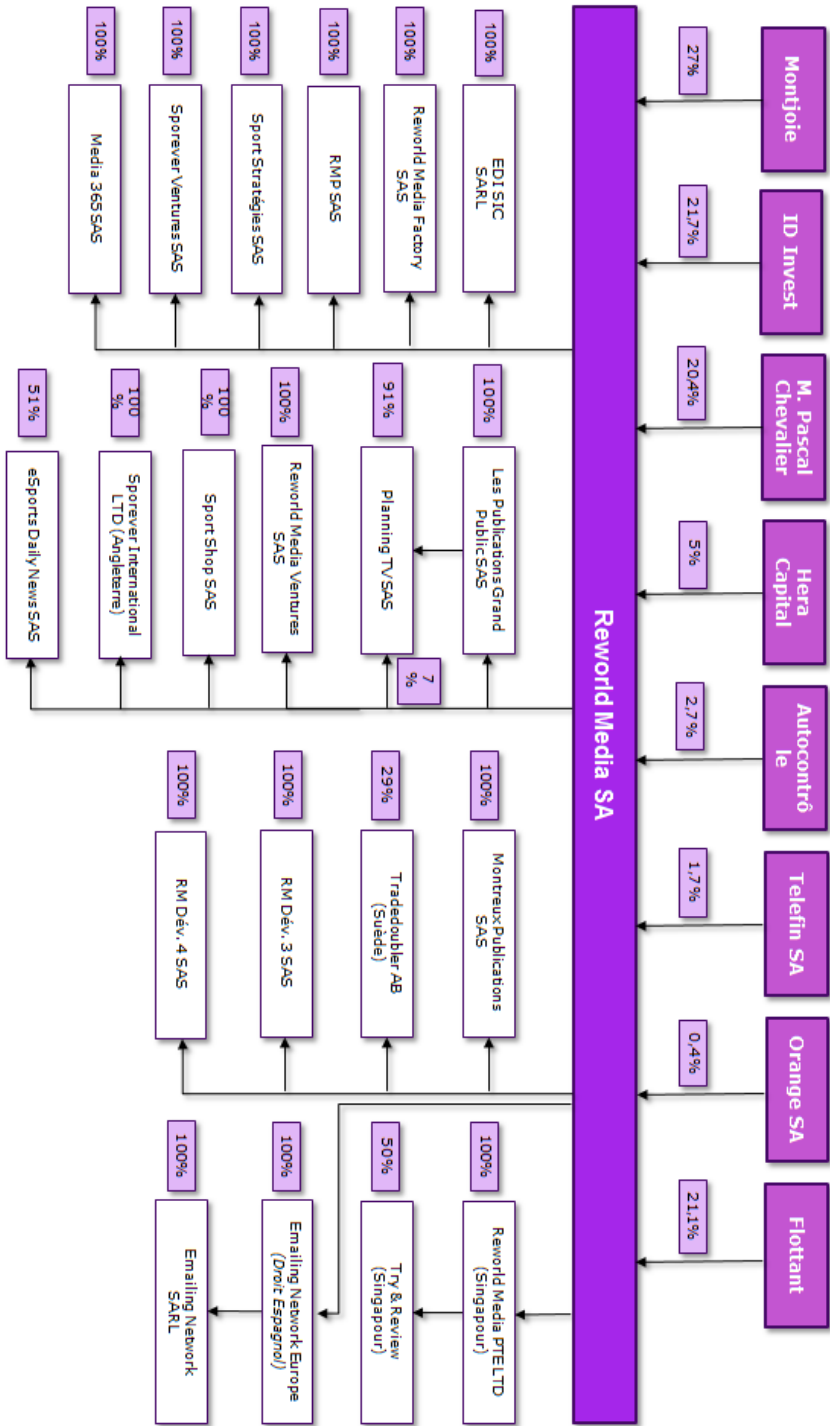 Montjoie
ID Invest
M. Pascal
Chevalier
Hera
Capital
Autocontrô
le
Telefin SA
Orange SA
Flottant
27%
21,7%
20,4%
5%
2,7%
1,7%
0,4%
21,1%
Reworld Media SA
100%
EDI SIC
SARL
100%
Les Publications Grand
Public SAS
100%
Montreux Publications
SAS
100%
Reworld Media PTE LTD
(Singapour)
100%
Reworld Media Factory
SAS
91%
Planning TV SAS
7
%
29%
Tradedoubler AB
(Suède)
50%
Try & Review
(Singapour)
100%
RMP SAS
100%
Reworld Media Ventures
SAS
100%
RM Dév. 3 SAS
100%
Emailing Network Europe
(Droit Espagnol)
100%
Sport Stratégies SAS
100
%
Sport Shop SAS
100%
RM Dév. 4 SAS
100%
Emailing Network
SARL
100%
Sporever Ventures SAS
100
%
Sporever International
LTD (Angleterre)
100%
Media 365 SAS
51%
eSports Daily News SAS